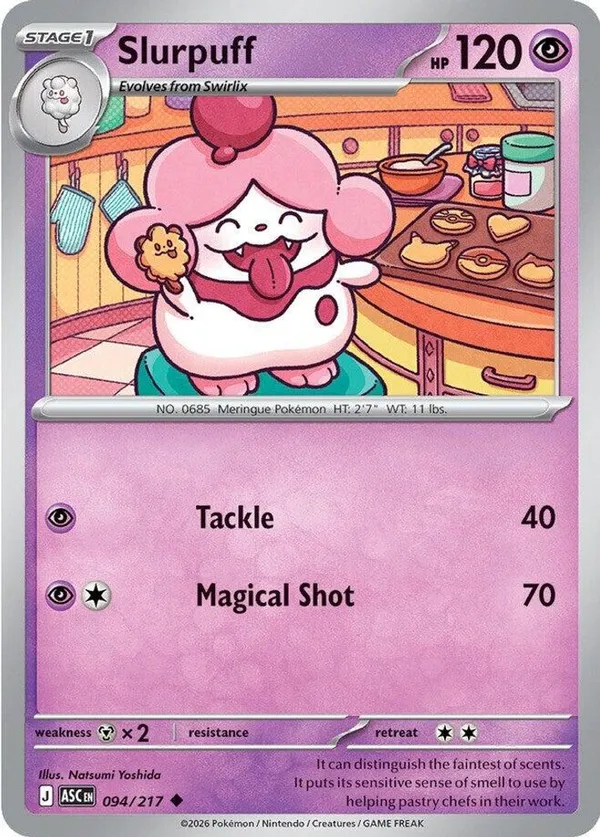 STAGE 1
Slurpuff
HP 120
Evolves from Swirlix
NO. 0685 Meringue Pokémon HT: 2'7" WT: 11 lbs.
Tackle 40
Magical Shot 70
weakness × 2 resistance retreat
It can distinguish the faintest of scents.
Illus. Natsumi Yoshida
It puts its sensitive sense of smell to use by
J ASC EN 094/217
helping pastry chefs in their work.
©2026 Pokémon / Nintendo / Creatures / GAME FREAK